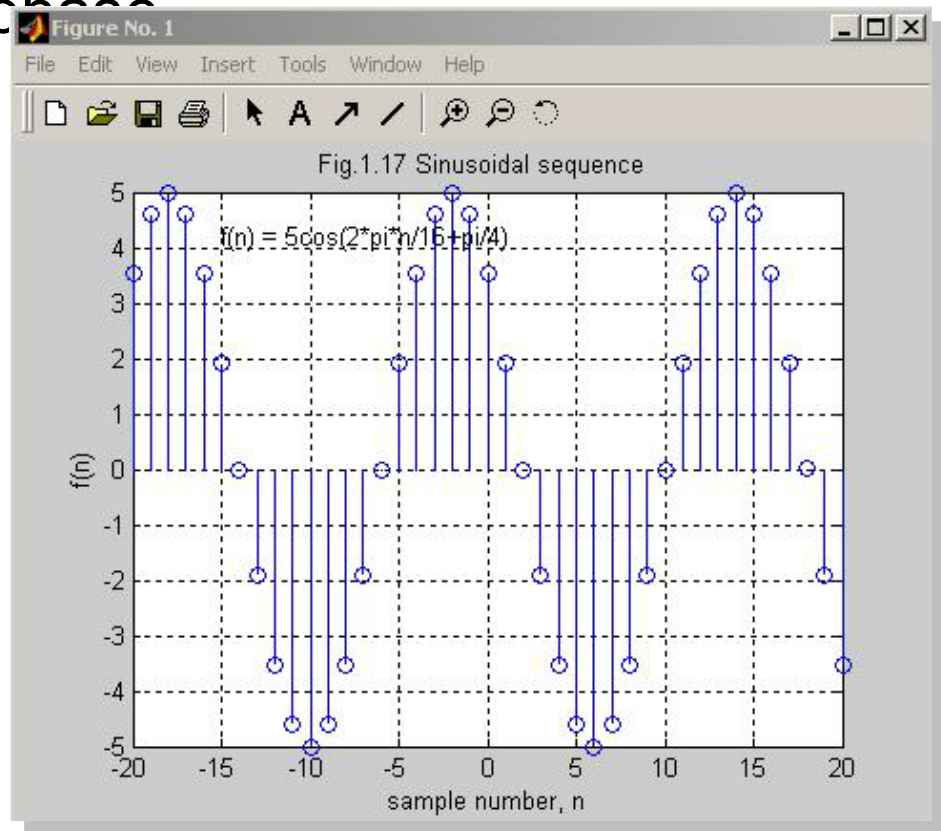 Figure No. 1
File Edit View Insert Tools Window Help
A
Fig.1.17 Sinusoidal sequence
f(n) = 5cos(2*pi*n/16+pi/4)
5
4
3
2
1
0
-1
-2
-3
-4
-5
f(n)
-20 -15 -10 -5 0 5 10 15 20
sample number, n